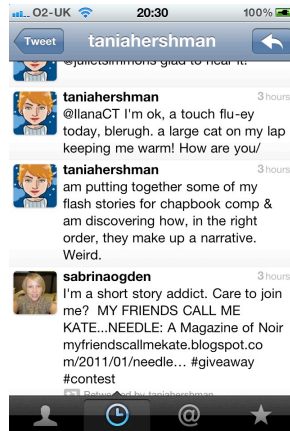 O2-UK 20:30 100%
Tweet taniahershman
@julietsimmons glad to hear it!
taniahershman 3 hours
@IlanaCT I'm ok, a touch flu-ey
today, blerugh. a large cat on my lap
keeping me warm! How are you/
taniahershman 3 hours
am putting together some of my
flash stories for chapbook comp &
am discovering how, in the right
order, they make up a narrative.
Weird.
sabrinaogden 3 hours
I'm a short story addict. Care to join
me? MY FRIENDS CALL ME
KATE...NEEDLE: A Magazine of Noir
myfriendscallmekate.blogspot.co
m/2011/01/needle... #giveaway
#contest
Retweeted by taniahershman
@